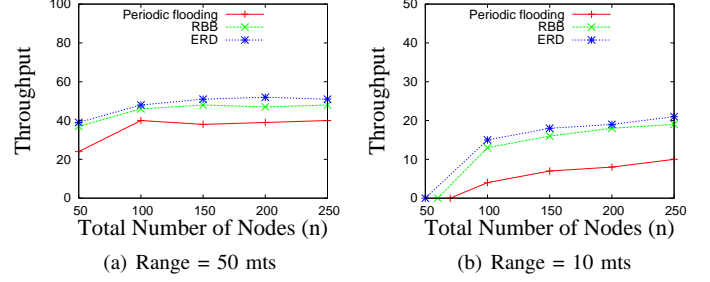 100
80
60
40
20
0
Throughput
Periodic flooding
RBB
ERD
50 100 150 200 250
Total Number of Nodes (n)
(a) Range = 50 mts
50
40
30
20
10
0
Throughput
Periodic flooding
RBB
ERD
50 100 150 200 250
Total Number of Nodes (n)
(b) Range = 10 mts